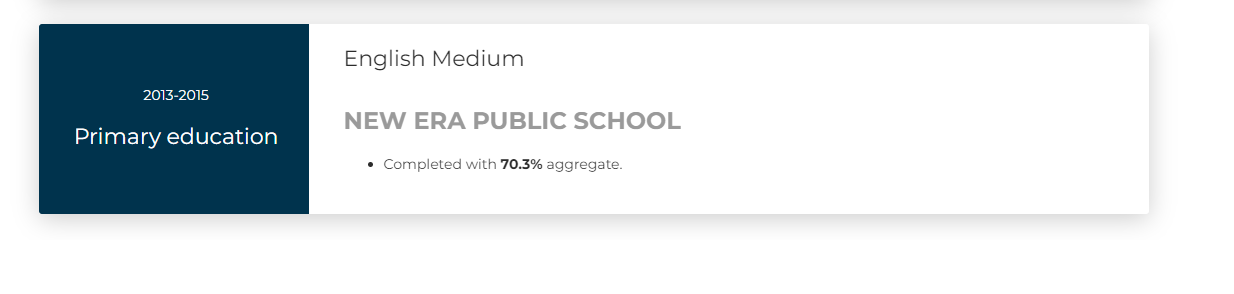 2013-2015
Primary education
English Medium
NEW ERA PUBLIC SCHOOL
Completed with 70.3% aggregate.